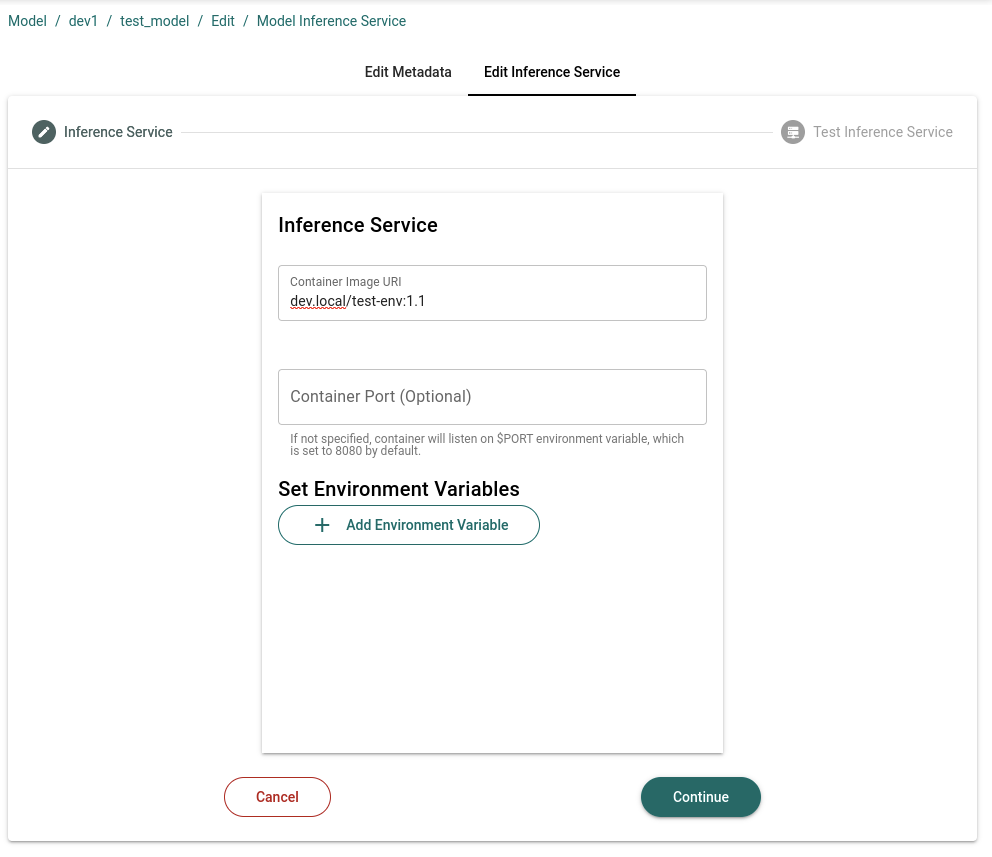 Model / dev1 / test_model / Edit / Model Inference Service
Edit Metadata
Edit Inference Service
Inference Service
Test Inference Service
Inference Service
Container Image URI
dev.local/test-env:1.1
Container Port (Optional)
If not specified, container will listen on $PORT environment variable, which
is set to 8080 by default.
Set Environment Variables
+ Add Environment Variable
Cancel
Continue